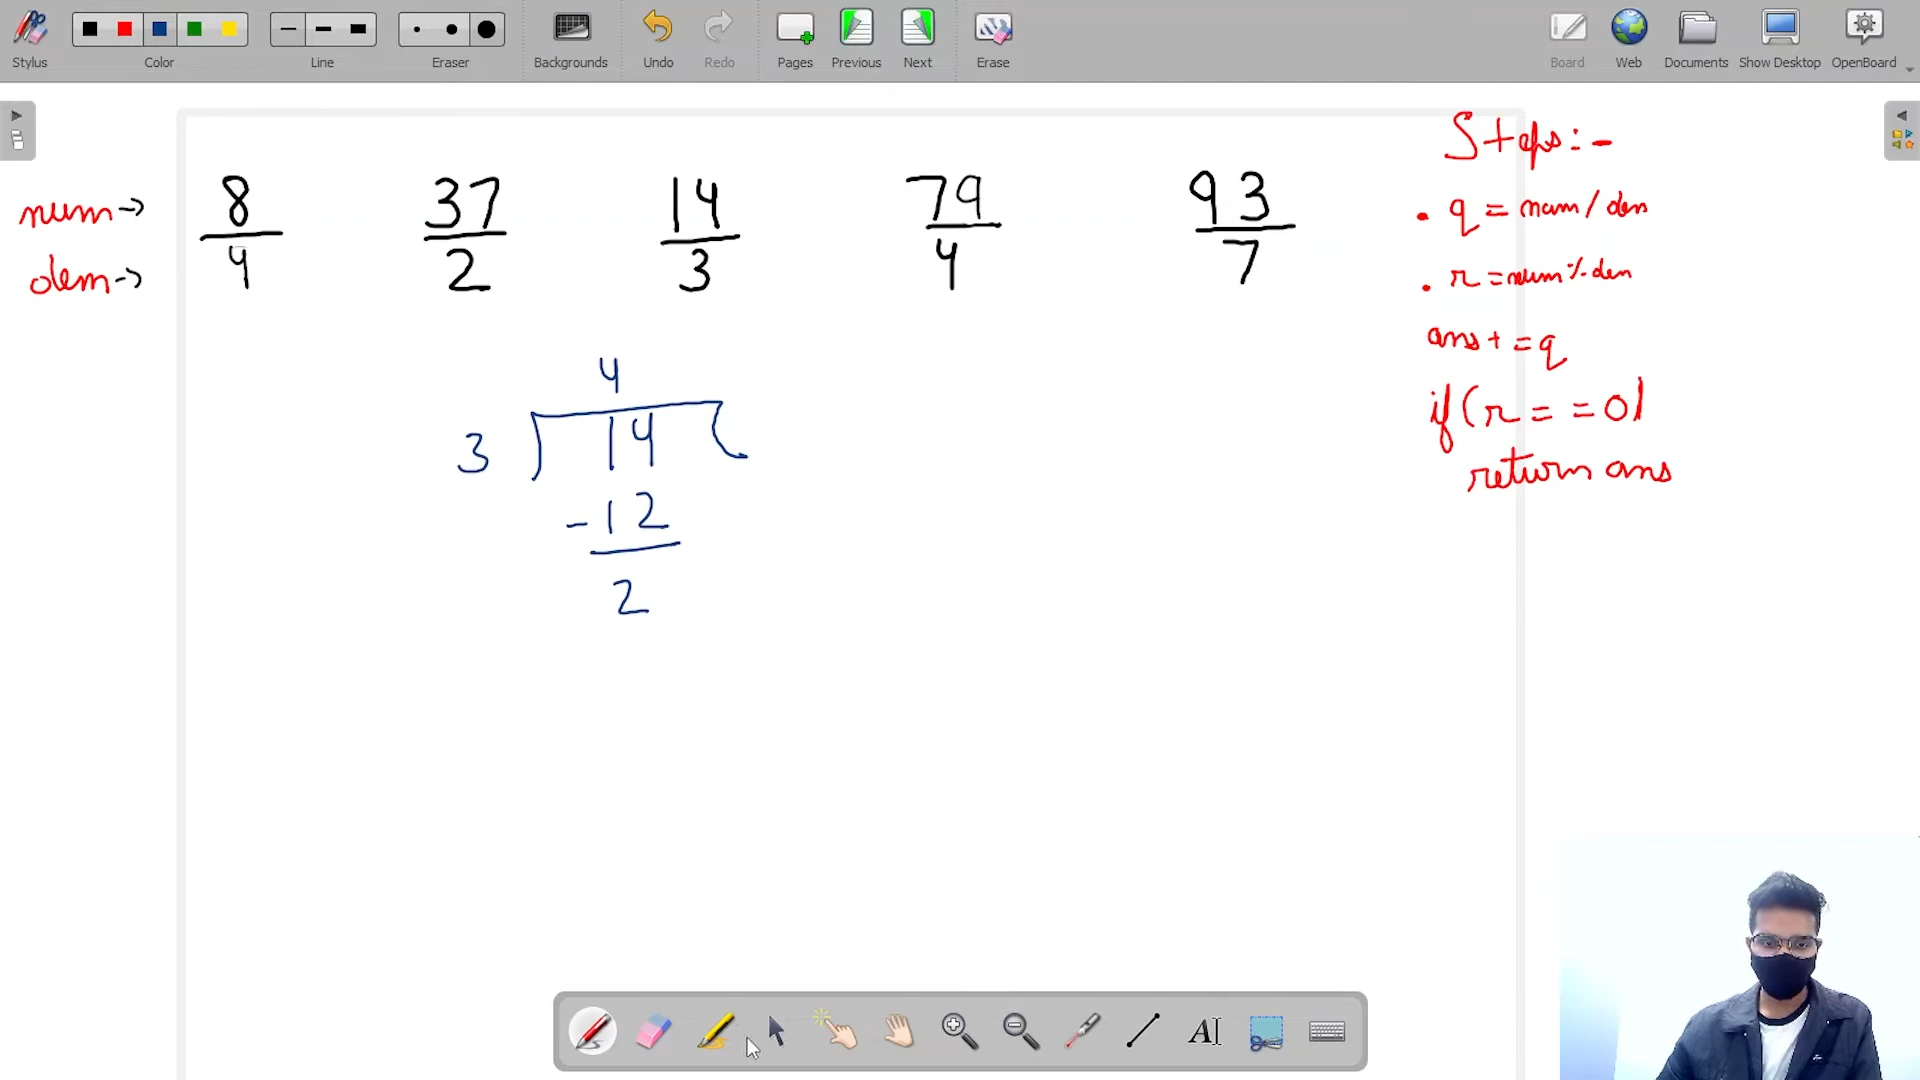 Stylus Color Line Eraser Backgrounds Undo Redo Pages Previous Next Erase Board Web Documents Show Desktop OpenBoard
num→ 8 37 14 79 93
dem→ 4 2 3 4 7
4
3 14
-12
2
Steps:-
• q = num/den
• r = num%den
ans+=q
if(r==0)
return ans